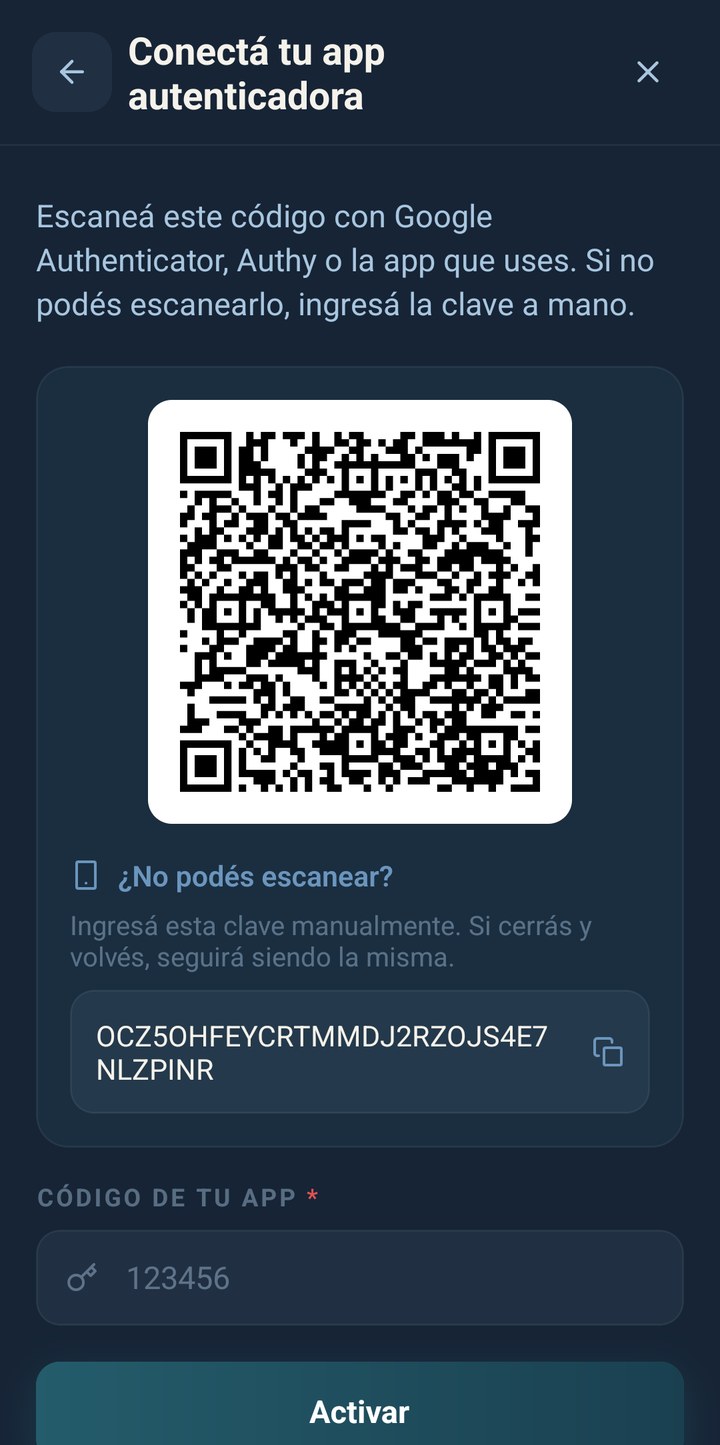 Conectá tu app
autenticadora
Escaneá este código con Google
Authenticator, Authy o la app que uses. Si no
podés escanearlo, ingresá la clave a mano.
¿No podés escanear?
Ingresá esta clave manualmente. Si cerrás y
volvés, seguirá siendo la misma.
OCZ5OHFEYCRTMMDJ2RZOJS4E7
NLZPINR
CÓDIGO DE TU APP *
123456
Activar